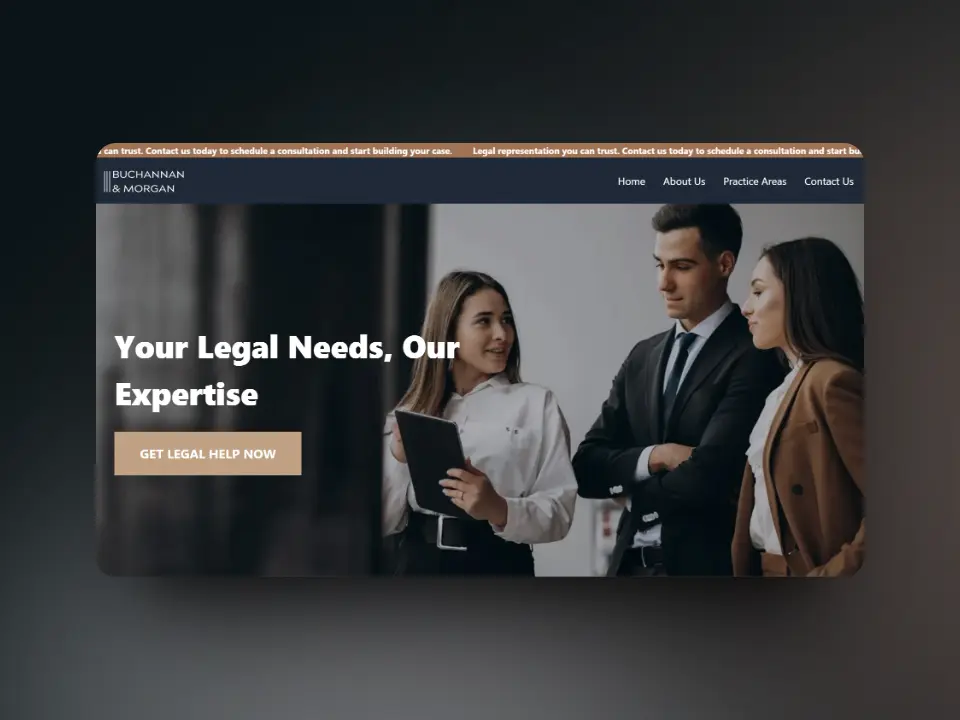 can trust. Contact us today to schedule a consultation and start building your case. Legal representation you can trust. Contact us today to schedule a consultation and start
BUCHANNAN
& MORGAN
Home About Us Practice Areas Contact Us
Your Legal Needs, Our
Expertise
GET LEGAL HELP NOW